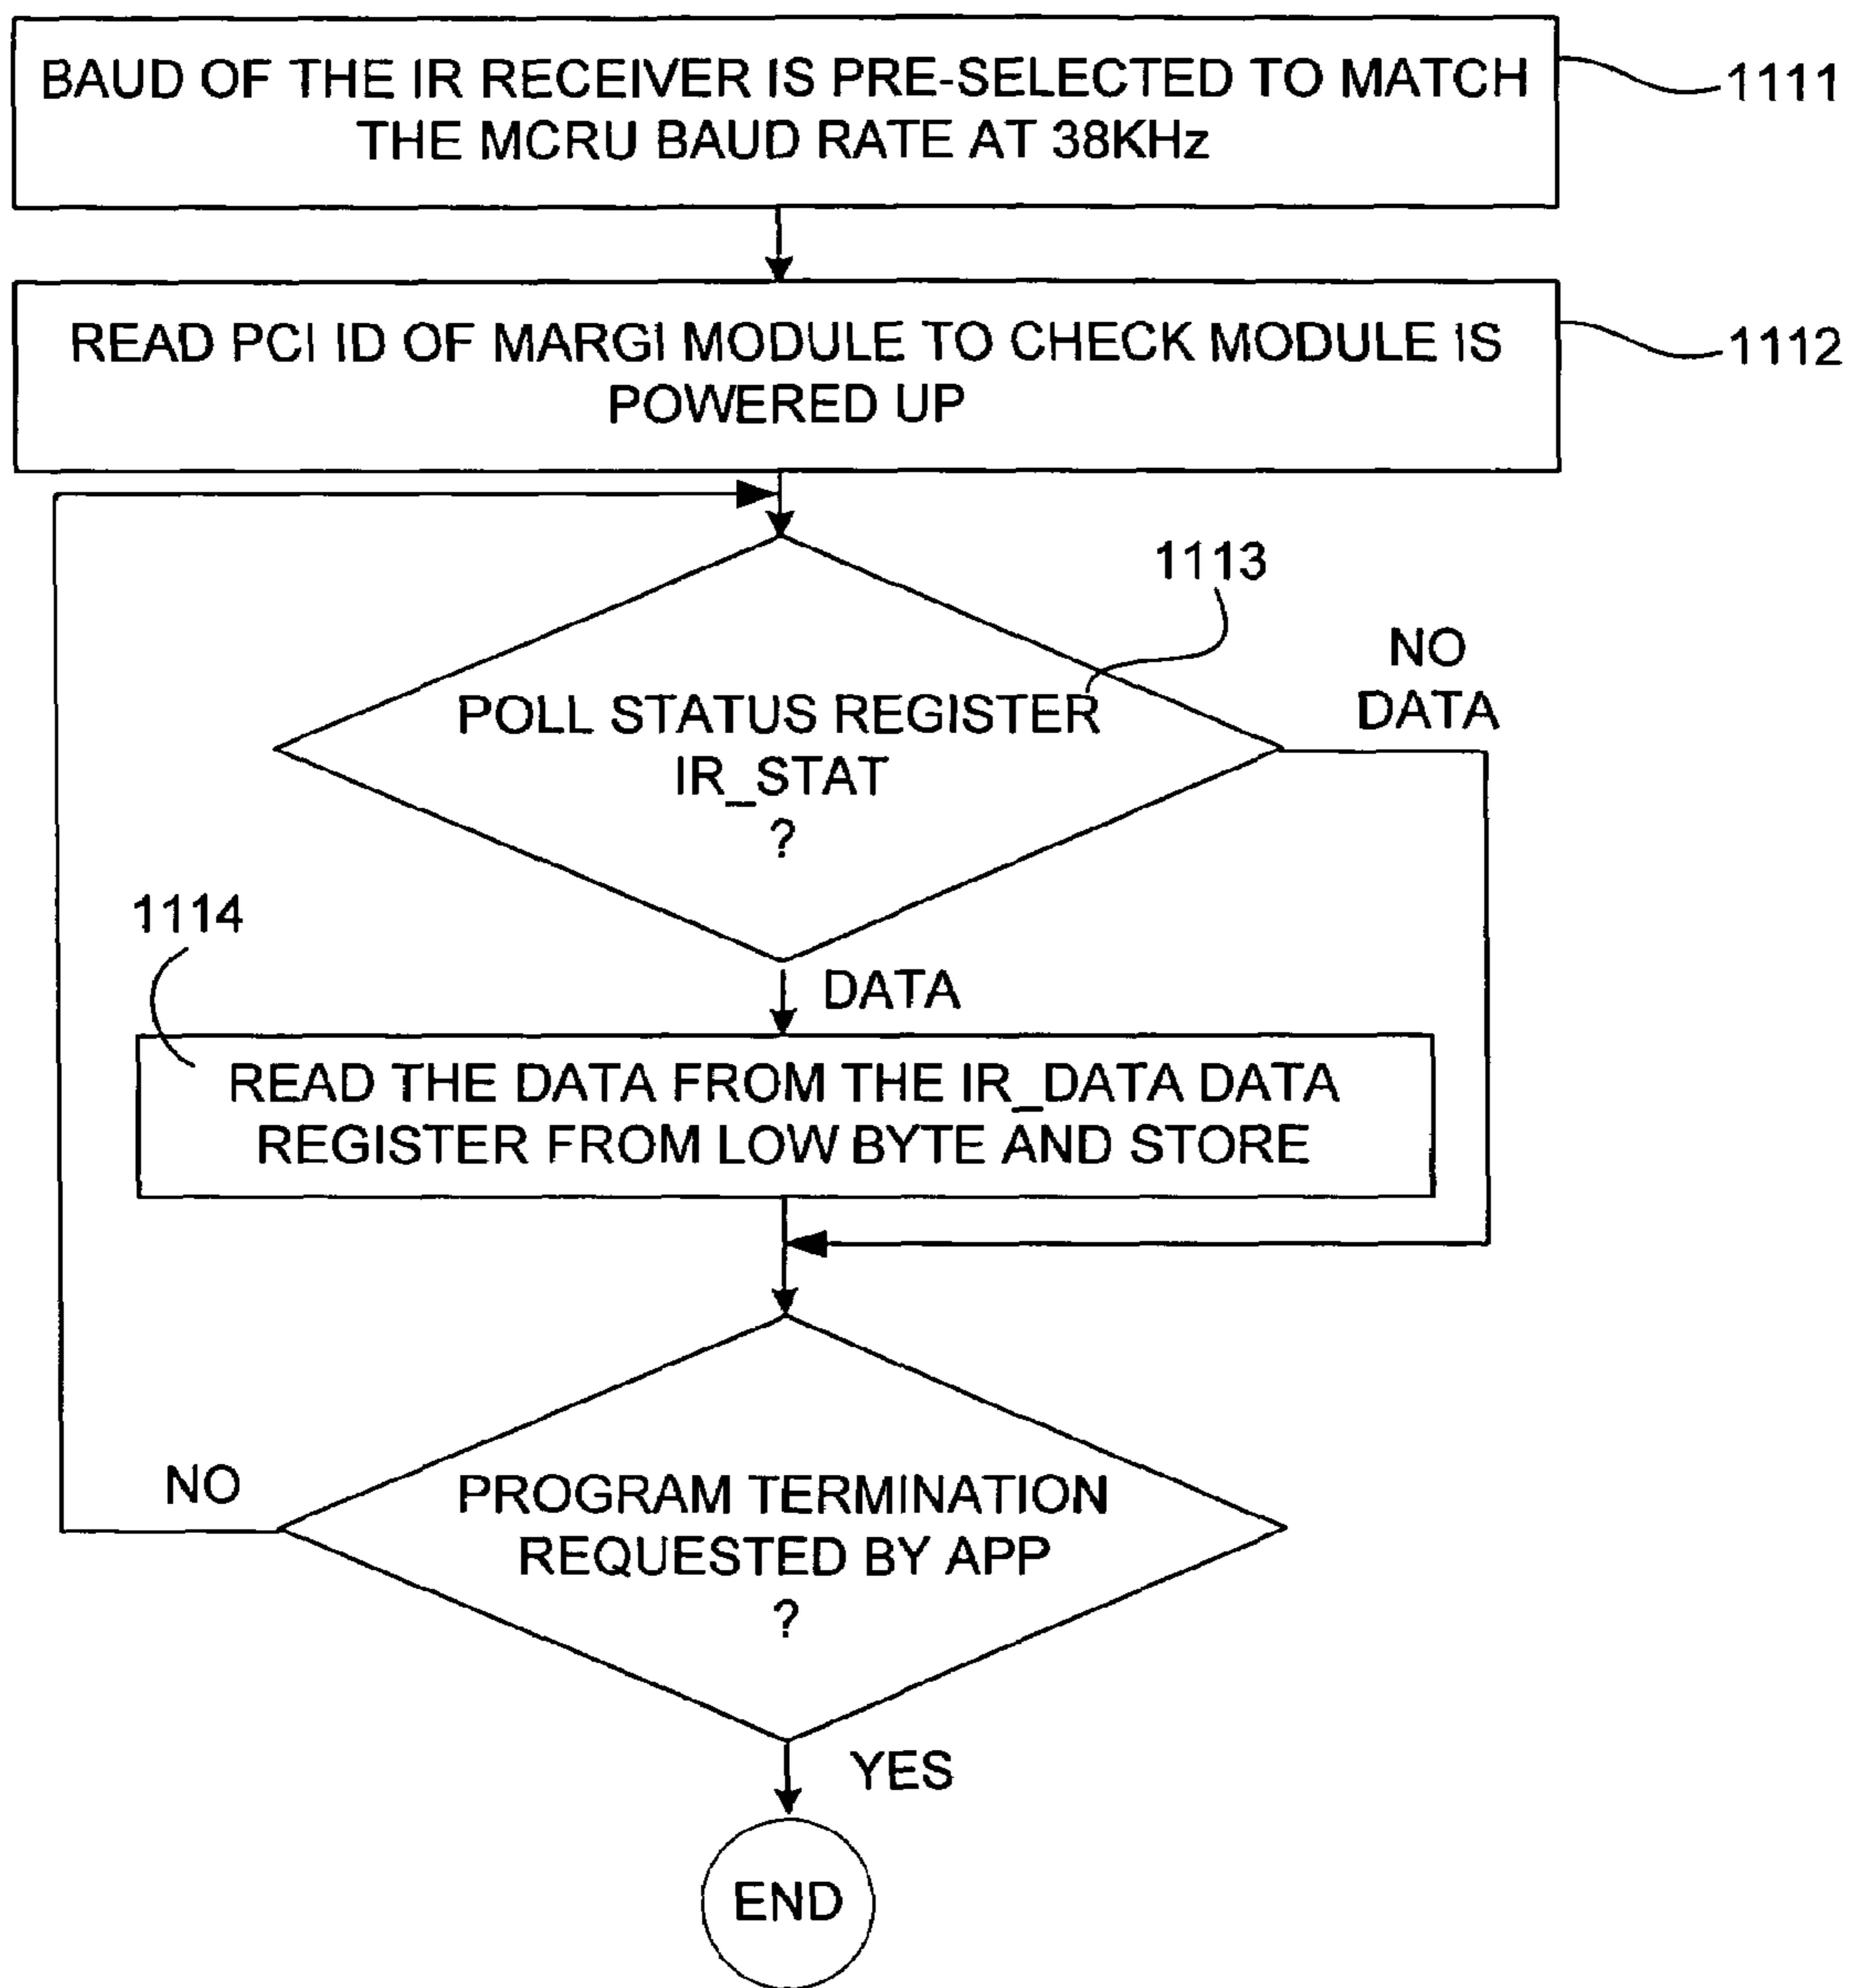 BAUD OF THE IR RECEIVER IS PRE-SELECTED TO MATCH
THE MCRU BAUD RATE AT 38KHz
1111
READ PCI ID OF MARGI MODULE TO CHECK MODULE IS
POWERED UP
1112
1113
NO
DATA
POLL STATUS REGISTER
IR_STAT
?
1114
DATA
READ THE DATA FROM THE IR_DATA DATA
REGISTER FROM LOW BYTE AND STORE
NO
PROGRAM TERMINATION
REQUESTED BY APP
?
YES
END